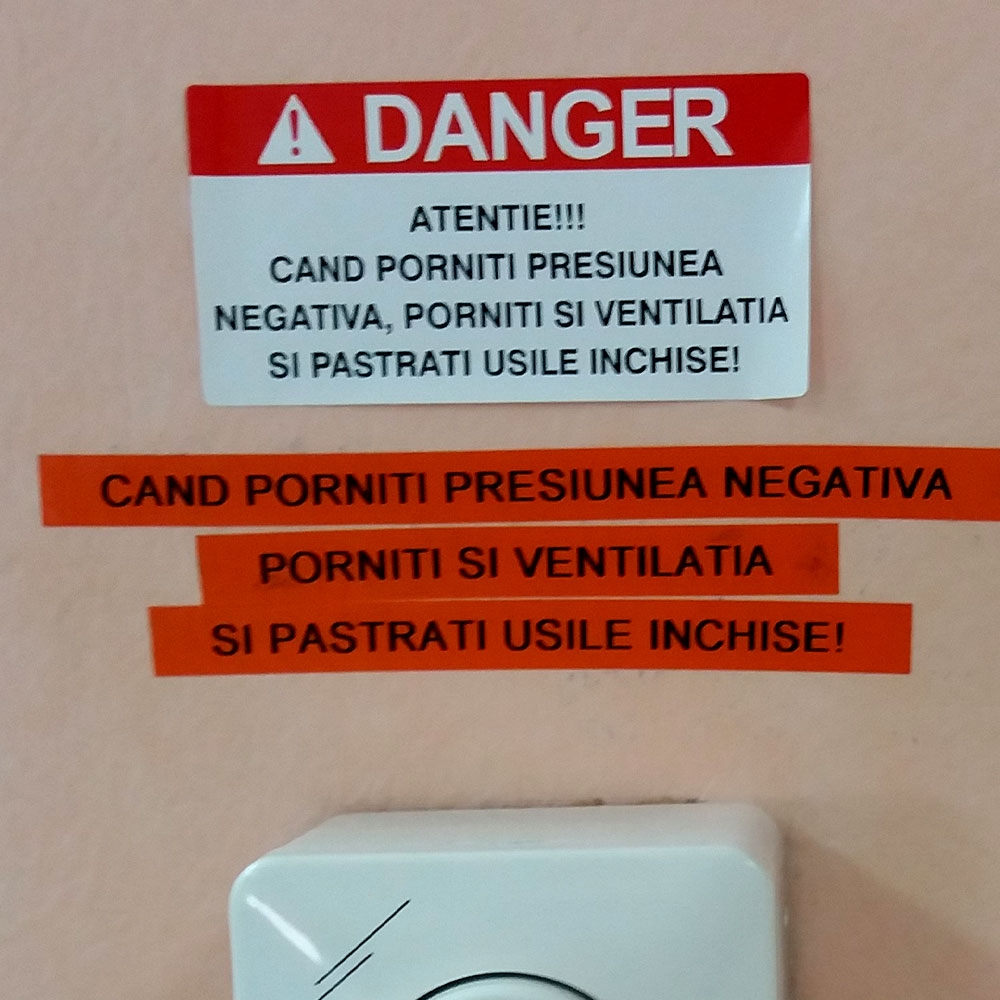 DANGER
ATENTIE!!!
CAND PORNITI PRESIUNEA
NEGATIVA, PORNITI SI VENTILATIA
SI PASTRATI USILE INCHISE!
CAND PORNITI PRESIUNEA NEGATIVA
PORNITI SI VENTILATIA
SI PASTRATI USILE INCHISE!